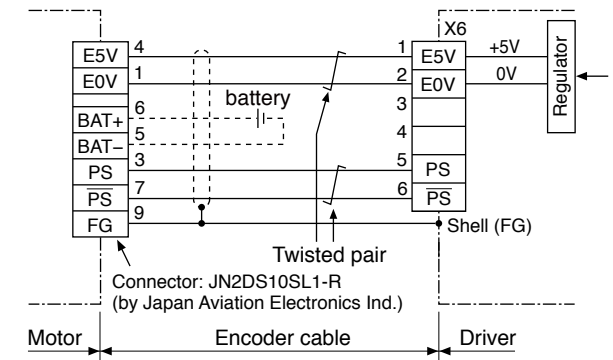 X6
E5V 4 1 E5V +5V
E0V 1 2 E0V 0V
Regulator
battery
6 3
BAT+
5 4
BAT−
PS 3 5 PS
P̅S̅ 7 6 P̅S̅
FG 9 Shell (FG)
Twisted pair
Connector: JN2DS10SL1-R
(by Japan Aviation Electronics Ind.)
Motor Encoder cable Driver